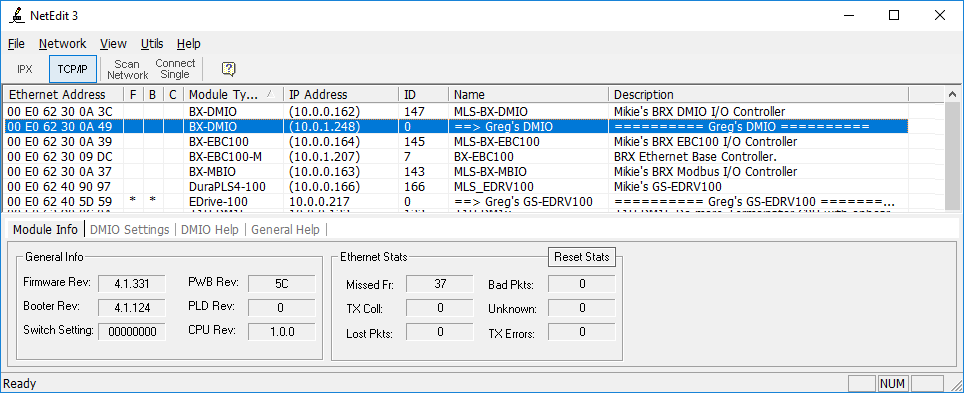 NetEdit 3
File Network View Utils Help
IPX TCP/IP Scan Network Connect Single
Ethernet Address F B C Module Ty... IP Address ID Name Description
00 E0 62 30 0A 3C BX-DMIO (10.0.0.162) 147 MLS-BX-DMIO Mikie's BRX DMIO I/O Controller
00 E0 62 30 0A 49 BX-DMIO (10.0.1.248) 0 ==> Greg's DMIO ========== Greg's DMIO ==========
00 E0 62 30 0A 39 BX-EBC100 (10.0.0.164) 145 MLS-BX-EBC100 Mikie's BRX EBC100 I/O Controller
00 E0 62 30 09 DC BX-EBC100-M (10.0.1.207) 7 BX-EBC100 BRX Ethernet Base Controller.
00 E0 62 30 0A 37 BX-MBIO (10.0.0.163) 143 MLS-BX-MBIO Mikie's BRX Modbus I/O Controller
00 E0 62 40 90 97 DuraPLS4-100 (10.0.0.166) 166 MLS_EDRV100 Mikie's GS-EDRV100
00 E0 62 40 5D 59 * * EDrive-100 10.0.0.217 0 ==> Greg's GS-EDRV100 ========== Greg's GS-EDRV100 =======...
Module Info DMIO Settings DMIO Help General Help
General Info
Firmware Rev: 4.1.331 PWB Rev: 5C
Booter Rev: 4.1.124 PLD Rev: 0
Switch Setting: 00000000 CPU Rev: 1.0.0
Ethernet Stats Reset Stats
Missed Fr: 37 Bad Pkts: 0
TX Coll: 0 Unknown: 0
Lost Pkts: 0 TX Errors: 0
Ready NUM